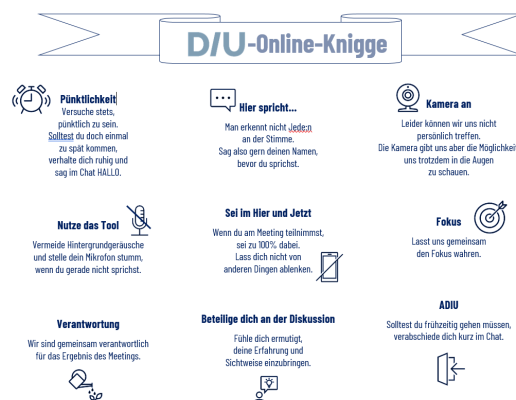 DIU-Online-Knigge
Pünktlichkeit
Versuche stets,
pünktlich zu sein.
Solltest du doch einmal
zu spät kommen,
verhalte dich ruhig und
sag im Chat HALLO.
Hier spricht...
Man erkennt nicht Jede:n
an der Stimme.
Sag also gern deinen Namen,
bevor du sprichst.
Kamera an
Leider können wir uns nicht
persönlich treffen.
Die Kamera gibt uns aber die Möglichkeit
uns trotzdem in die Augen
zu schauen.
Nutze das Tool
Vermeide Hintergrundgeräusche
und stelle dein Mikrofon stumm,
wenn du gerade nicht sprichst.
Sei im Hier und Jetzt
Wenn du am Meeting teilnimmst,
sei zu 100% dabei.
Lass dich nicht von
anderen Dingen ablenken.
Fokus
Lasst uns gemeinsam
den Fokus wahren.
Verantwortung
Wir sind gemeinsam verantwortlich
für das Ergebnis des Meetings.
Beteilige dich an der Diskussion
Fühle dich ermutigt,
deine Erfahrung und
Sichtweise einzubringen.
ADIU
Solltest du frühzeitig gehen müssen,
verabschiede dich kurz im Chat.